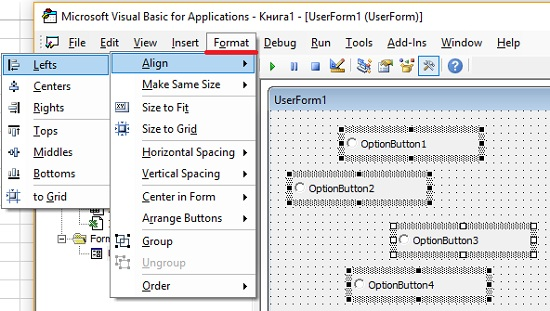 Microsoft Visual Basic for Applications - Книга1 - [UserForm1 (UserForm)]
File Edit View Insert Format Debug Run Tools Add-Ins Window Help
Lefts
Centers
Rights
Tops
Middles
Bottoms
to Grid
Align
Make Same Size
Size to Fit
Size to Grid
Horizontal Spacing
Vertical Spacing
Center in Form
Arrange Buttons
Group
Ungroup
Order
Form
UserForm1
OptionButton1
OptionButton2
OptionButton3
OptionButton4